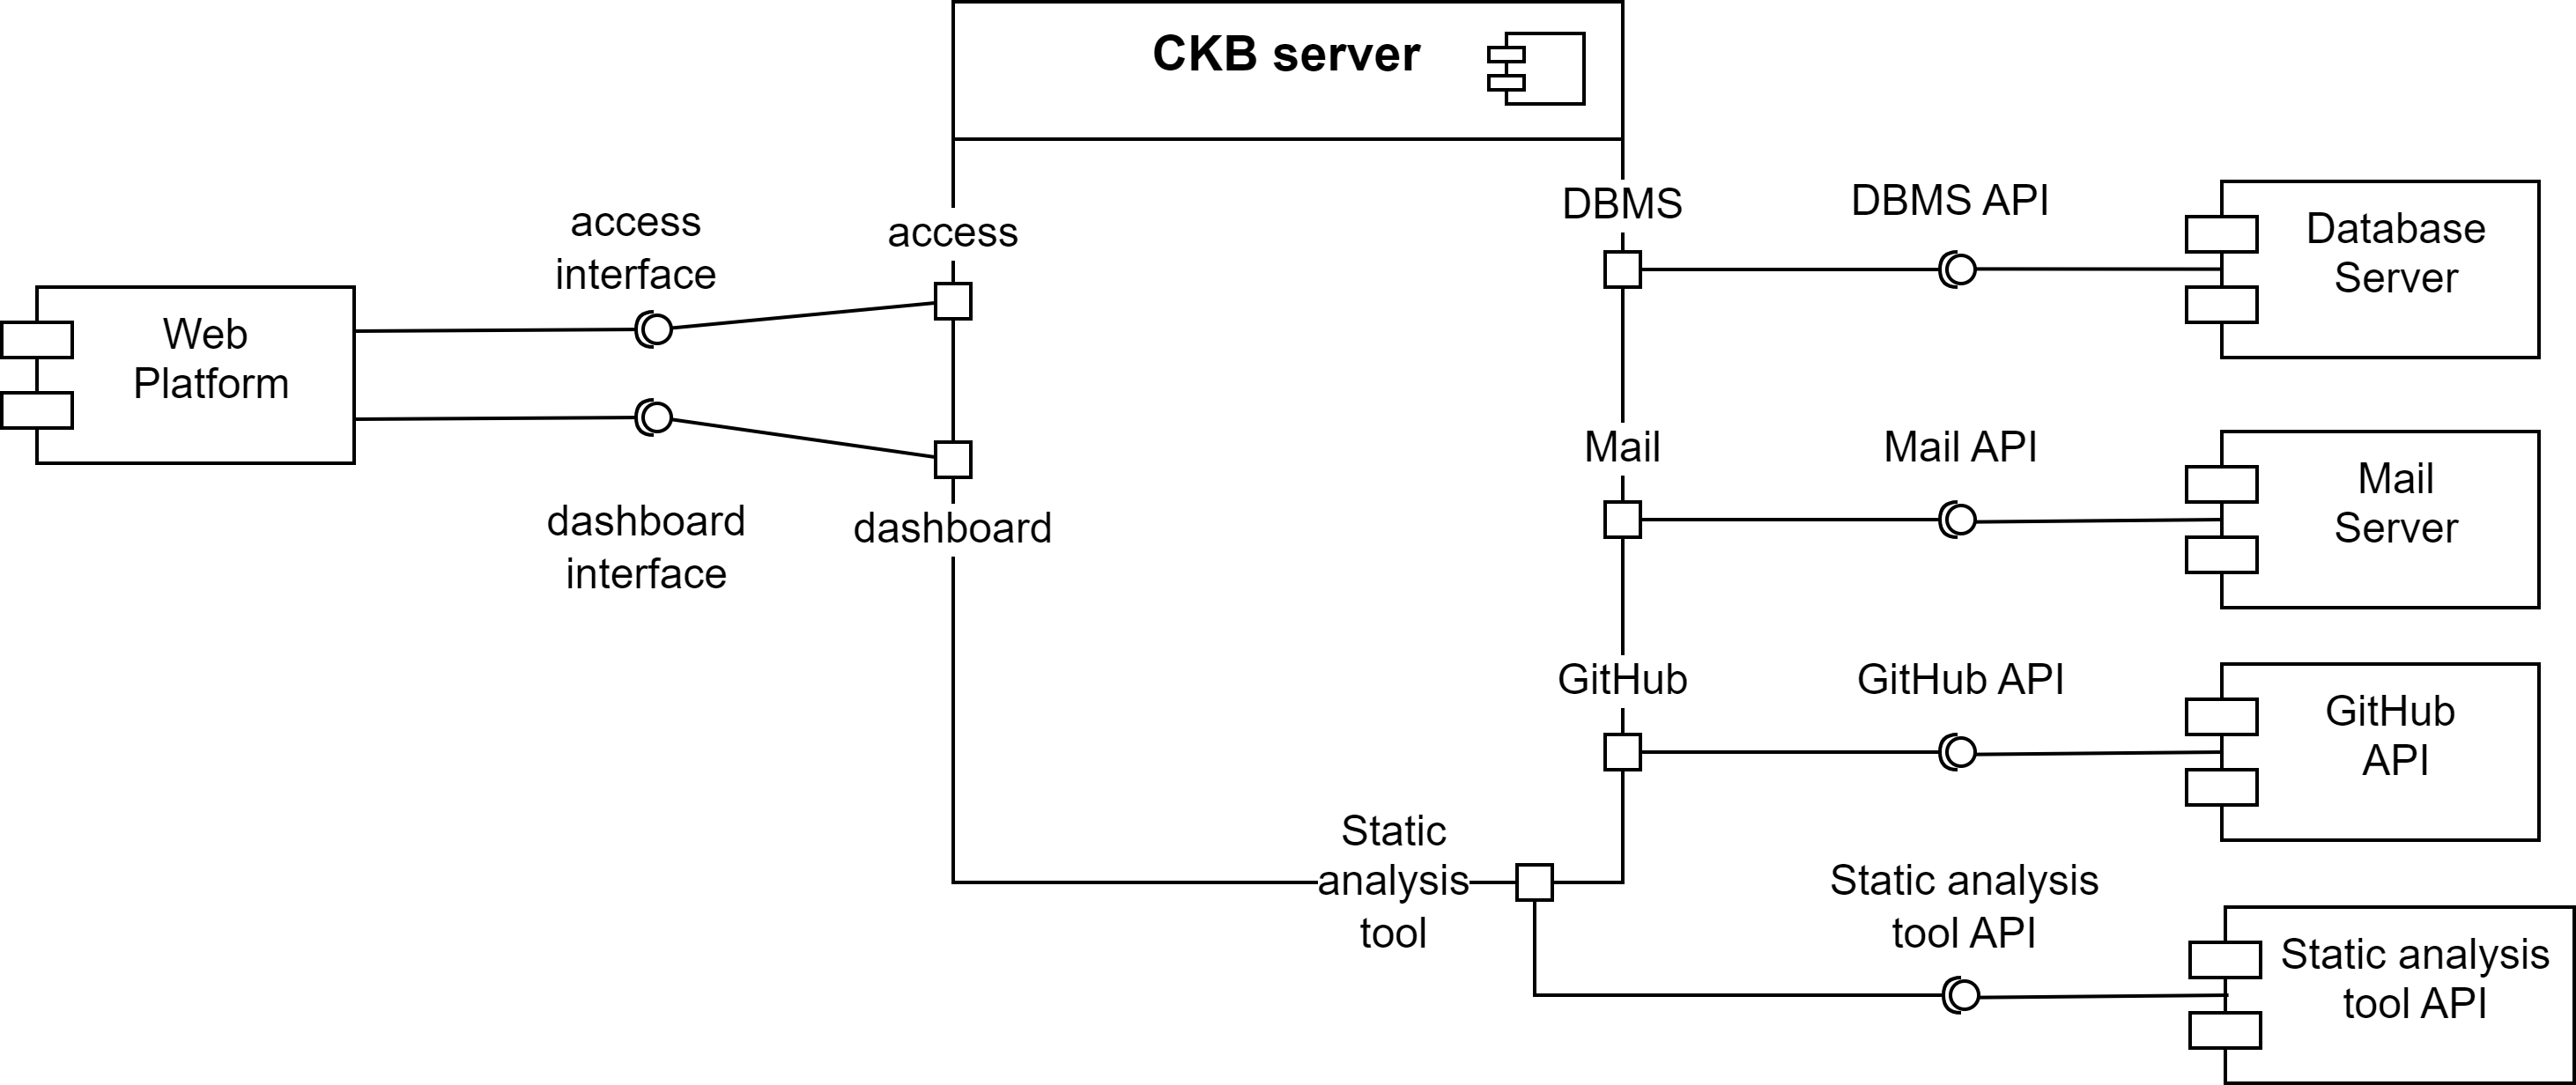 CKB server
access
interface
access
Web
Platform
dashboard
interface
dashboard
DBMS
DBMS API
Database
Server
Mail
Mail API
Mail
Server
GitHub
GitHub API
GitHub
API
Static
analysis
tool
Static analysis
tool API
Static analysis
tool API